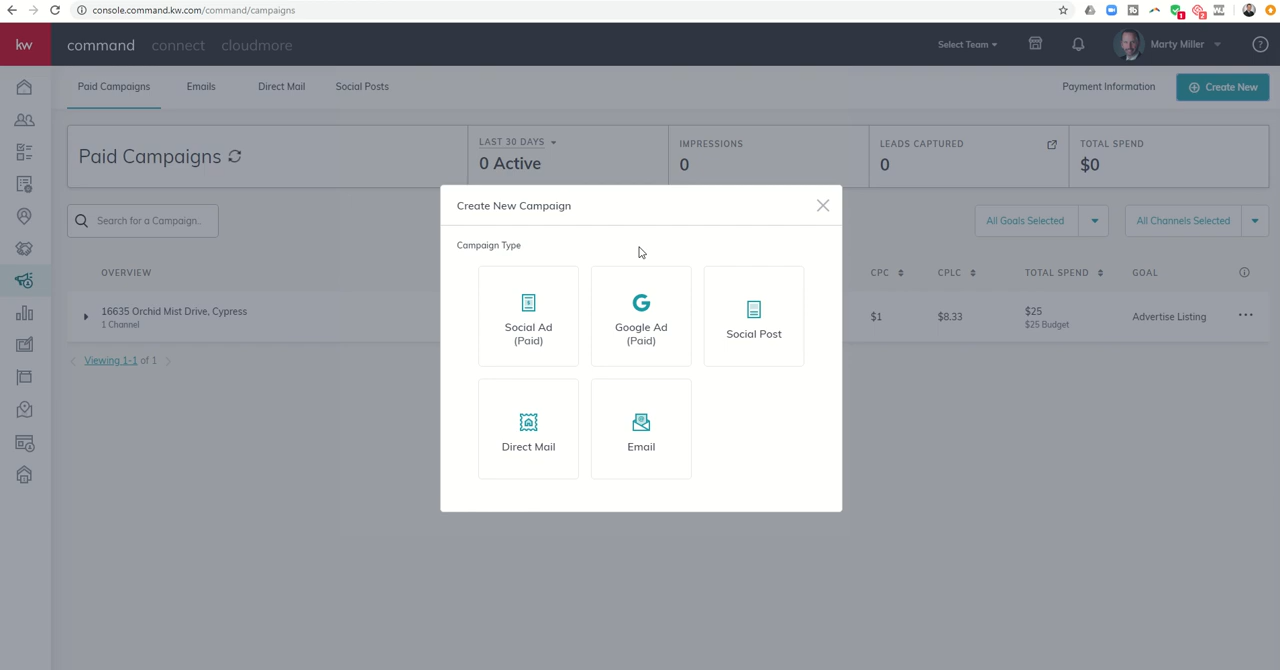 console.command.kw.com/command/campaigns
1
2
kw
command
connect
cloudmore
Select Team
Marty Miller
?
Paid Campaigns
Emails
Direct Mail
Social Posts
Payment Information
Create New
Paid Campaigns
LAST 30 DAYS
0 Active
IMPRESSIONS
0
LEADS CAPTURED
0
TOTAL SPEND
$0
Search for a Campaign..
All Goals Selected
All Channels Selected
OVERVIEW
CPC
CPLC
TOTAL SPEND
GOAL
16635 Orchid Mist Drive, Cypress
1 Channel
$1
$8.33
$25
$25 Budget
Advertise Listing
Viewing 1-1 of 1
Create New Campaign
Campaign Type
Social Ad
(Paid)
Google Ad
(Paid)
Social Post
Direct Mail
Email